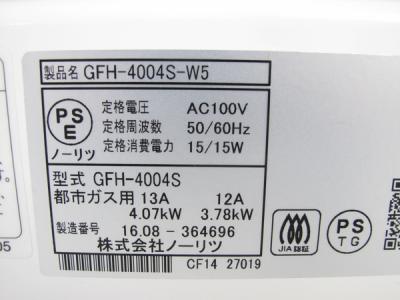 製品名 GFH-4004S-W5
PS E
ノーリツ
定格電圧 AC100V
定格周波数 50/60Hz
定格消費電力 15/15W
型式 GFH-4004S
都市ガス用 13A 12A
4.07kW 3.78kW
製造番号 16.08 - 364696
株式会社ノーリツ
JIA 認証
PS TG
CF14 27019
05